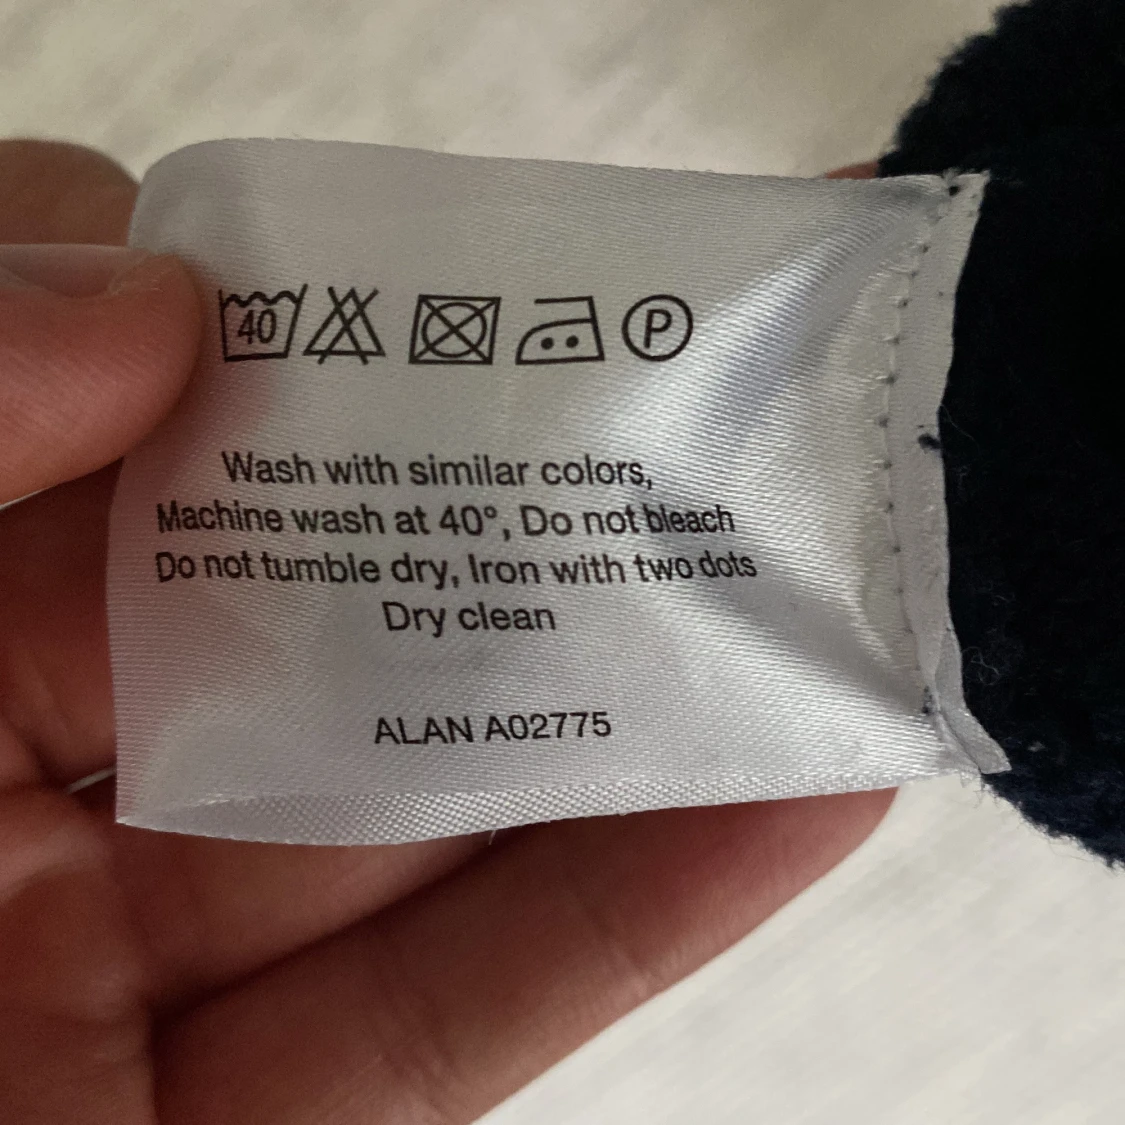 40 P
Wash with similar colors,
Machine wash at 40°, Do not bleach
Do not tumble dry, Iron with two dots
Dry clean
ALAN A02775